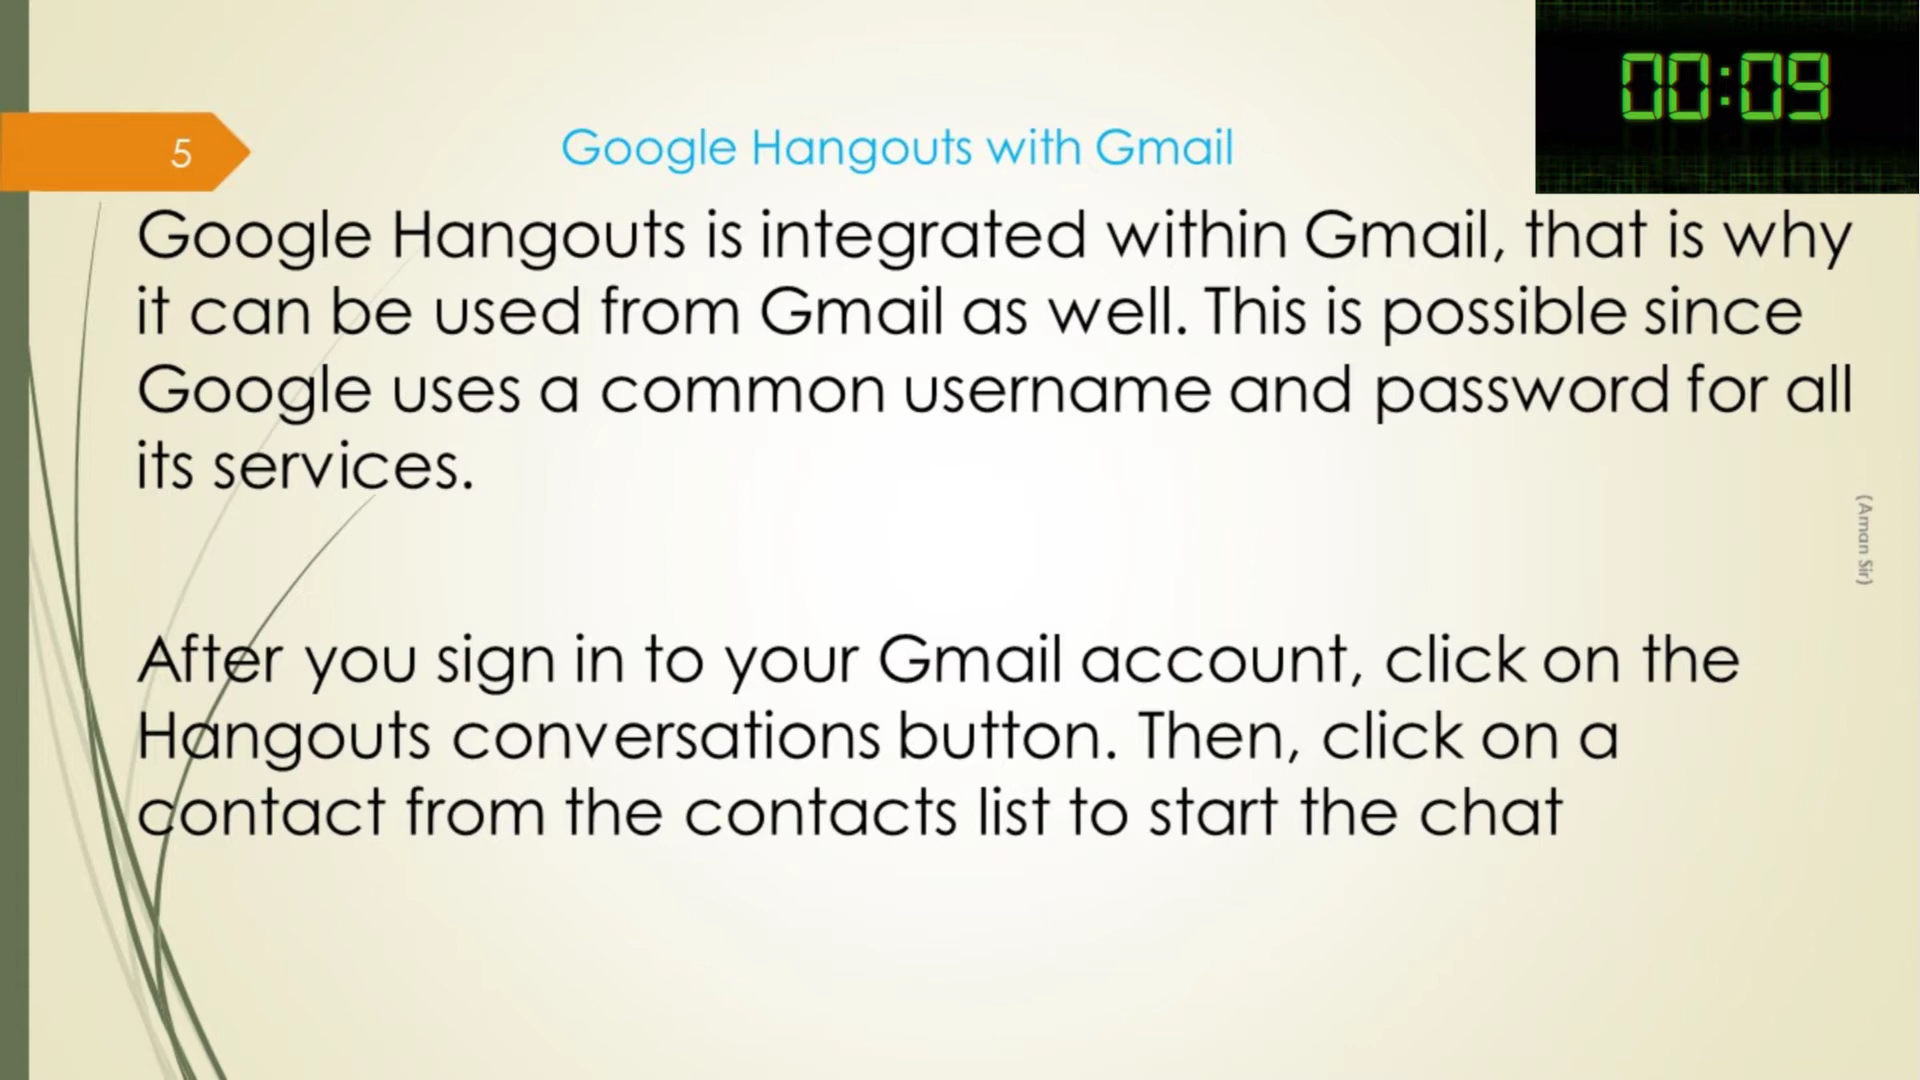 00:09
5
Google Hangouts with Gmail
Google Hangouts is integrated within Gmail, that is why
it can be used from Gmail as well. This is possible since
Google uses a common username and password for all
its services.
(Aman Sir)
After you sign in to your Gmail account, click on the
Hangouts conversations button. Then, click on a
contact from the contacts list to start the chat